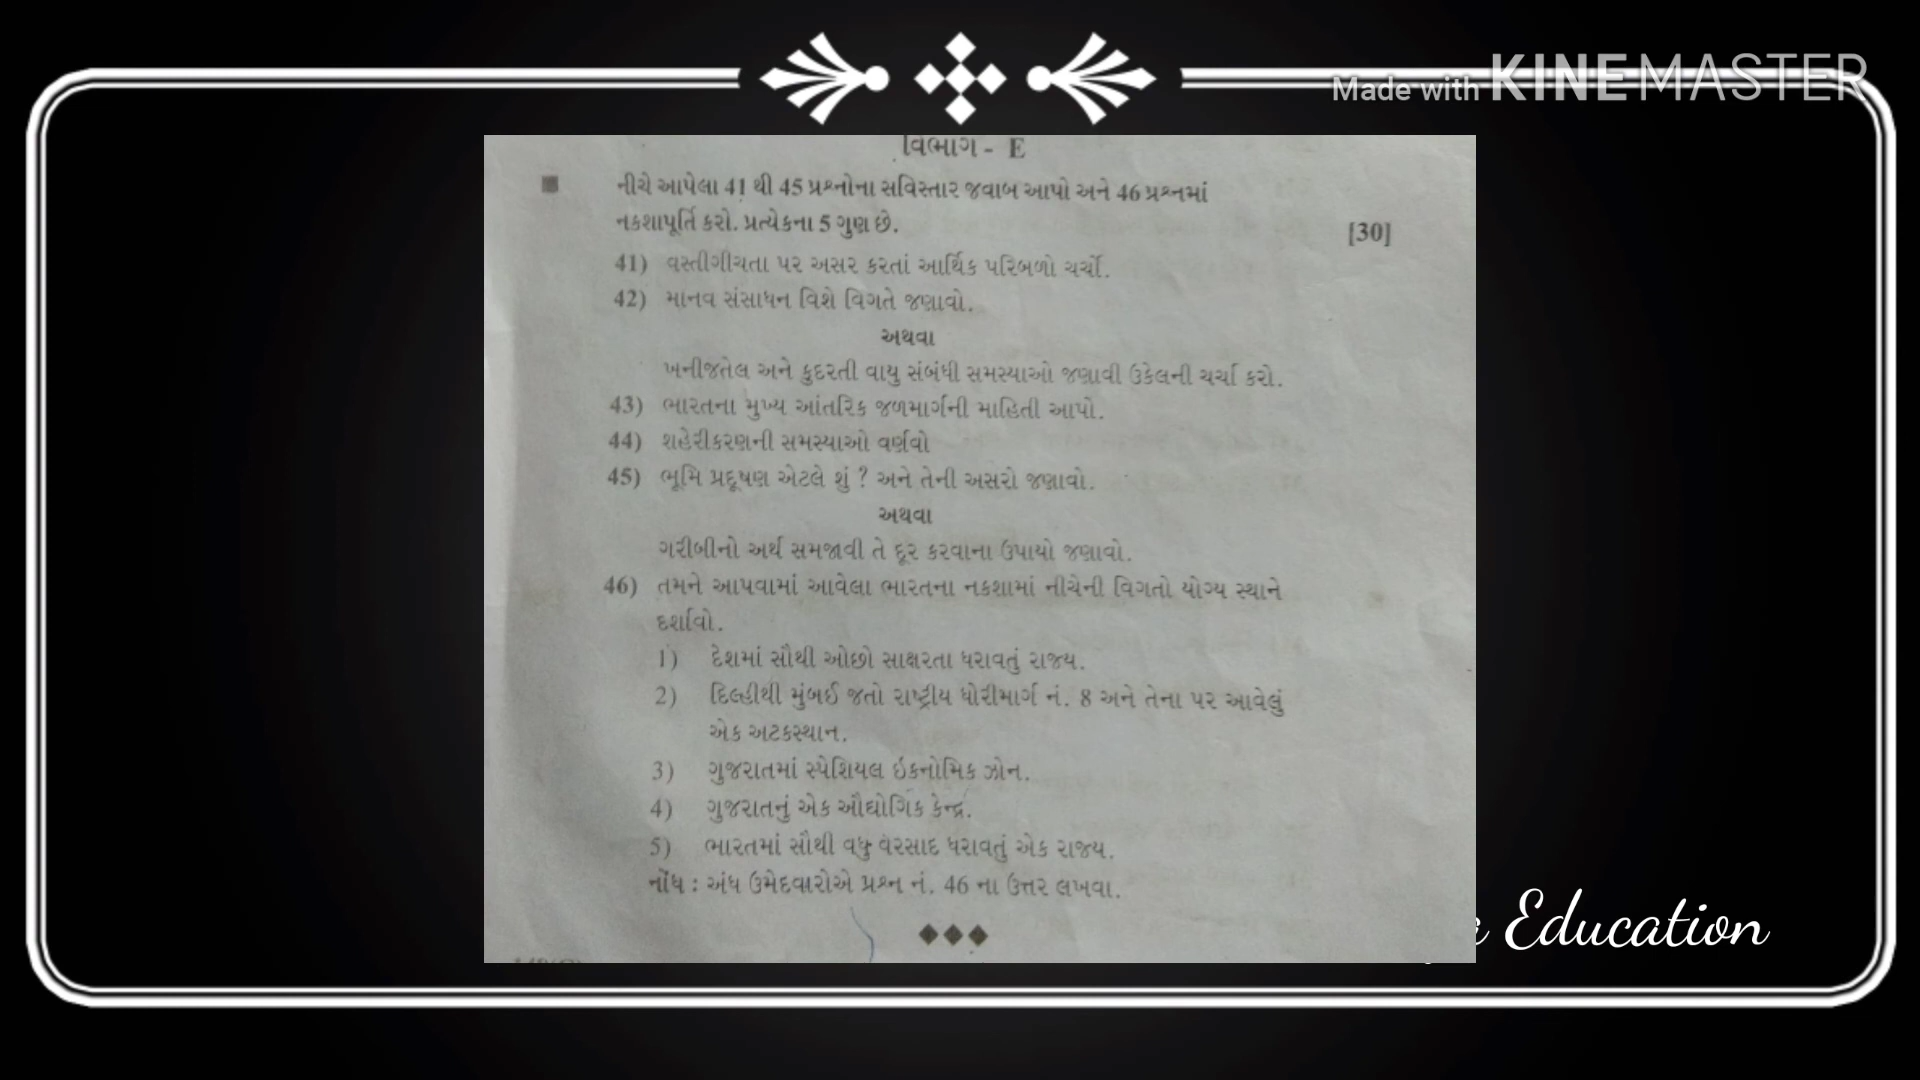 Made with KINEMASTER
વિભાગ - E
નીચે આપેલા 41 થી 45 પ્રશ્નોના સવિસ્તાર જવાબ આપો અને 46 પ્રશ્નમાં
નકશાપૂર્તિ કરો. પ્રત્યેકના 5 ગુણ છે.
[30]
41) વસ્તીગીચતા પર અસર કરતાં આર્થિક પરિબળો ચર્ચો.
42) માનવ સંસાધન વિશે વિગતે જણાવો.
અથવા
ખનીજતેલ અને કુદરતી વાયુ સંબંધી સમસ્યાઓ જણાવી ઉકેલની ચર્ચા કરો.
43) ભારતના મુખ્ય આંતરિક જળમાર્ગની માહિતી આપો.
44) શહેરીકરણની સમસ્યાઓ વર્ણવો
45) ભૂમિ પ્રદૂષણ એટલે શું ? અને તેની અસરો જણાવો.
અથવા
ગરીબીનો અર્થ સમજાવી તે દૂર કરવાના ઉપાયો જણાવો.
46) તમને આપવામાં આવેલા ભારતના નકશામાં નીચેની વિગતો યોગ્ય સ્થાને
દર્શાવો.
1) દેશમાં સૌથી ઓછો સાક્ષરતા ધરાવતું રાજ્ય.
2) દિલ્હીથી મુંબઈ જતો રાષ્ટ્રીય ધોરીમાર્ગ નં. 8 અને તેના પર આવેલું
એક અટકસ્થાન.
3) ગુજરાતમાં સ્પેશિયલ ઇકનોમિક ઝોન.
4) ગુજરાતનું એક ઔદ્યોગિક કેન્દ્ર.
5) ભારતમાં સૌથી વધુ વરસાદ ધરાવતું એક રાજ્ય.
નોંધ : અંધ ઉમેદવારોએ પ્રશ્ન નં. 46 ના ઉત્તર લખવા.
Education